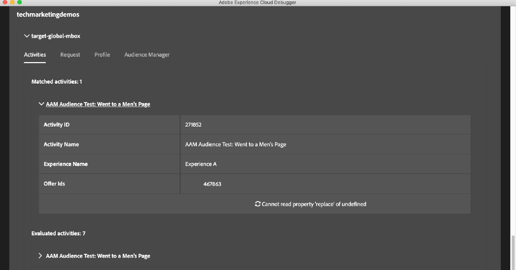 Adobe Experience Cloud Debugger
techmarketingdemos
target-global-mbox
Activities Request Profile Audience Manager
Matched activities: 1
AAM Audience Test: Went to a Men's Page
Activity ID 271852
Activity Name AAM Audience Test: Went to a Men's Page
Experience Name Experience A
Offer Ids 467863
Cannot read property 'replace' of undefined
Evaluated activities: 7
AAM Audience Test: Went to a Men's Page